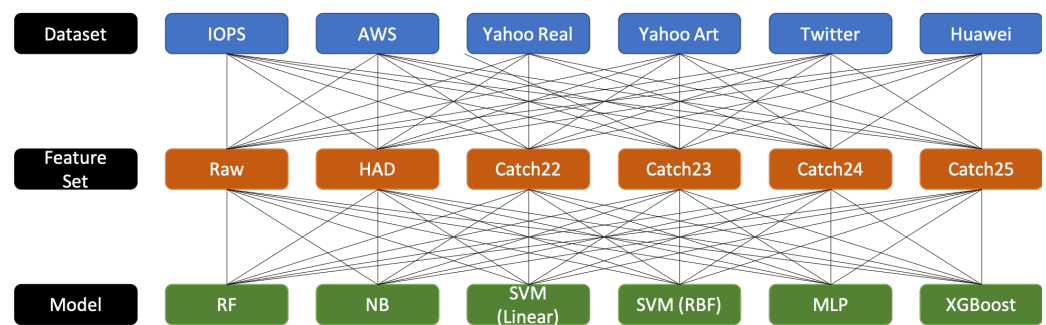 Dataset
IOPS
AWS
Yahoo Real
Yahoo Art
Twitter
Huawei
Feature
Set
Raw
HAD
Catch22
Catch23
Catch24
Catch25
Model
RF
NB
SVM
(Linear)
SVM (RBF)
MLP
XGBoost